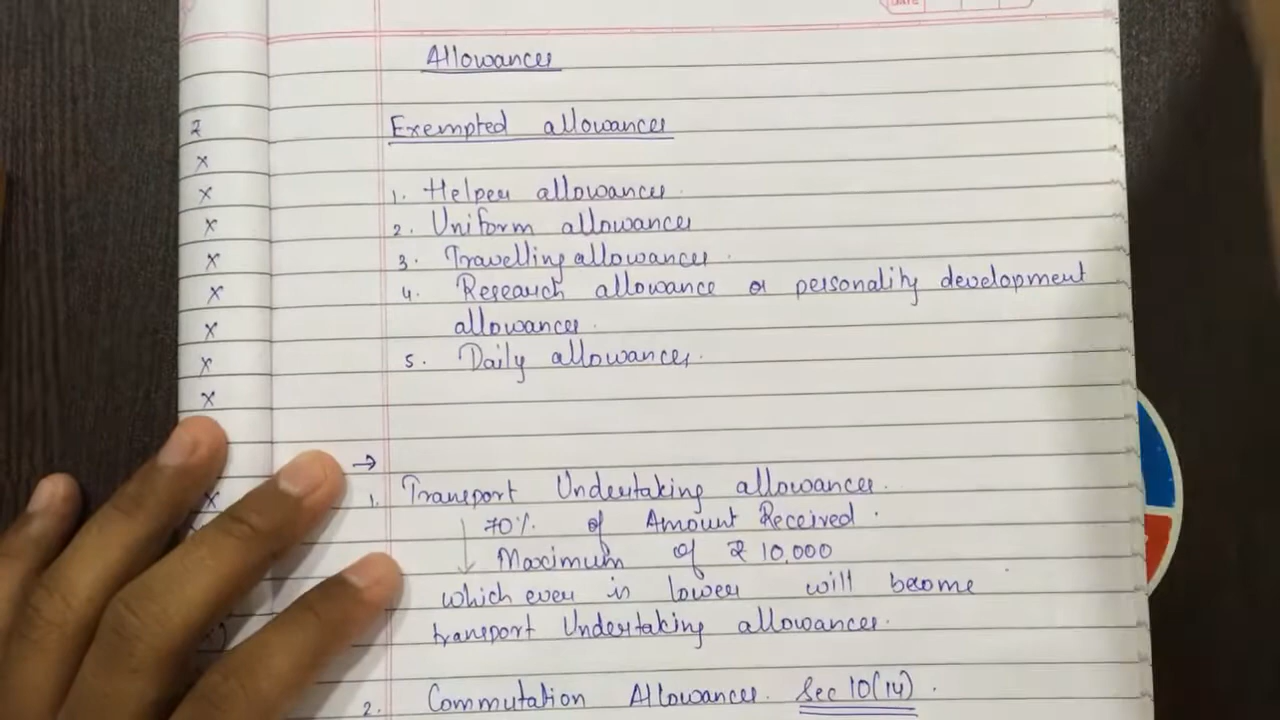 Allowances
Exempted allowances
1. Helper allowances.
2. Uniform allowances
3. Travelling allowances.
4. Research allowance or personality development
allowances.
5. Daily allowances.
→
1. Transport Undertaking allowances.
70% of Amount Received.
Maximum of ₹ 10,000
which ever is lower will become
transport Undertaking allowances.
2. Commutation Allowances. Sec 10(14).